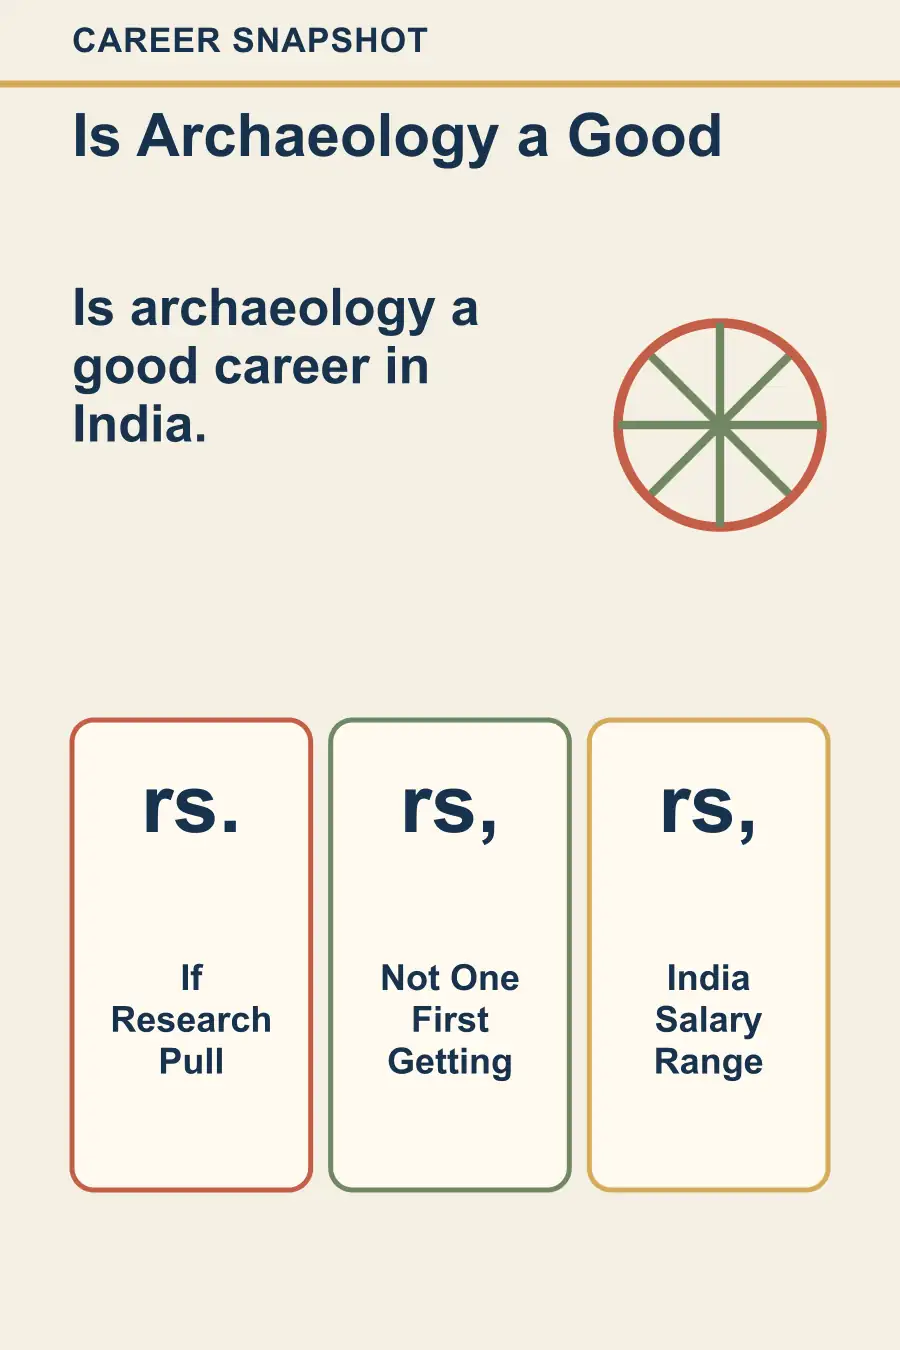 CAREER SNAPSHOT
Is Archaeology a Good
Is archaeology a
good career in
India.
rs.
If
Research
Pull
rs,
Not One
First
Getting
rs,
India
Salary
Range